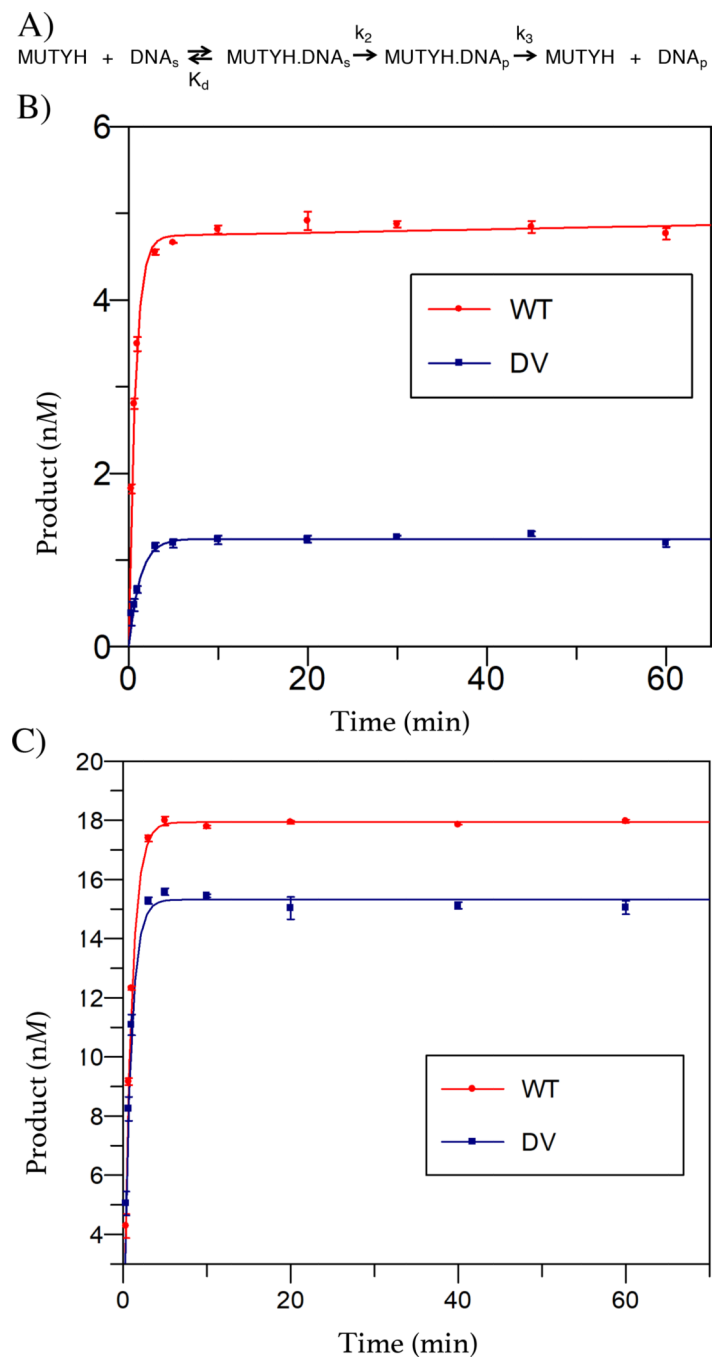 A)
k2 k3
MUTYH + DNAs ⇌ MUTYH.DNAs → MUTYH.DNAp → MUTYH + DNAp
Kd
B)
6
4
2
0
Product (nM)
WT
DV
0 20 40 60
Time (min)
C)
20
18
16
14
12
10
8
6
4
Product (nM)
WT
DV
0 20 40 60
Time (min)